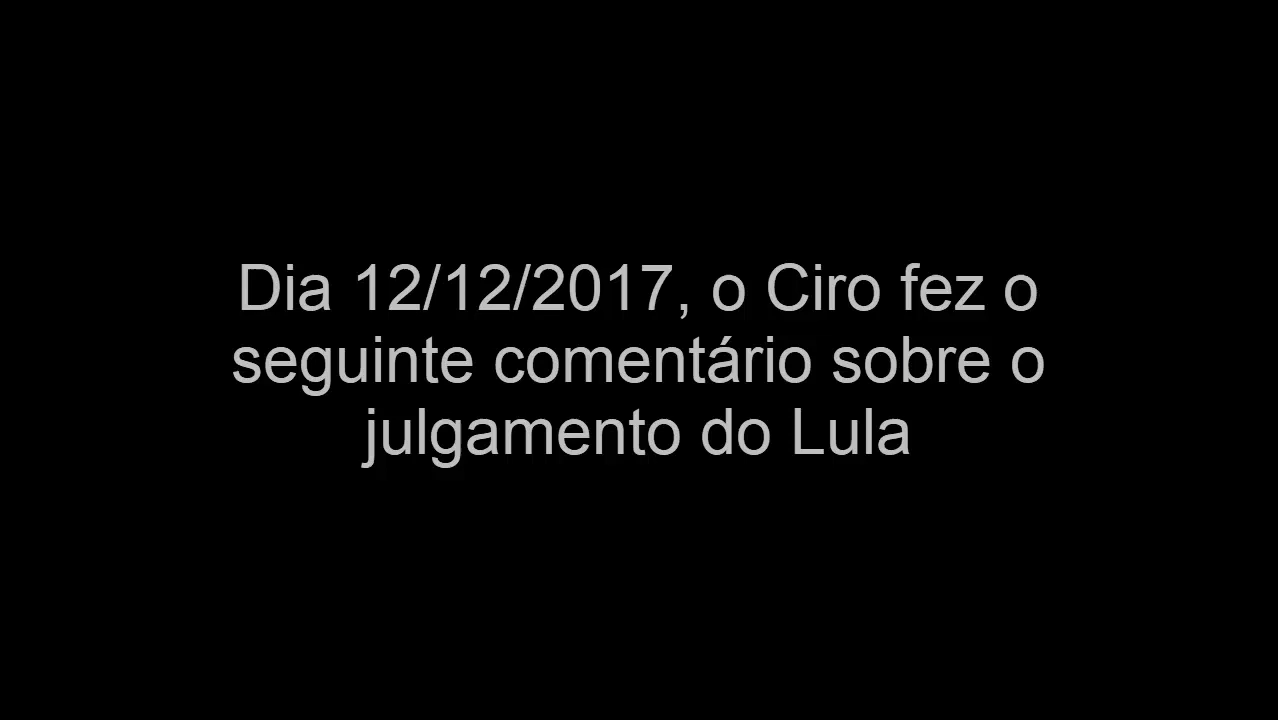 Dia 12/12/2017, o Ciro fez o
seguinte comentário sobre o
julgamento do Lula